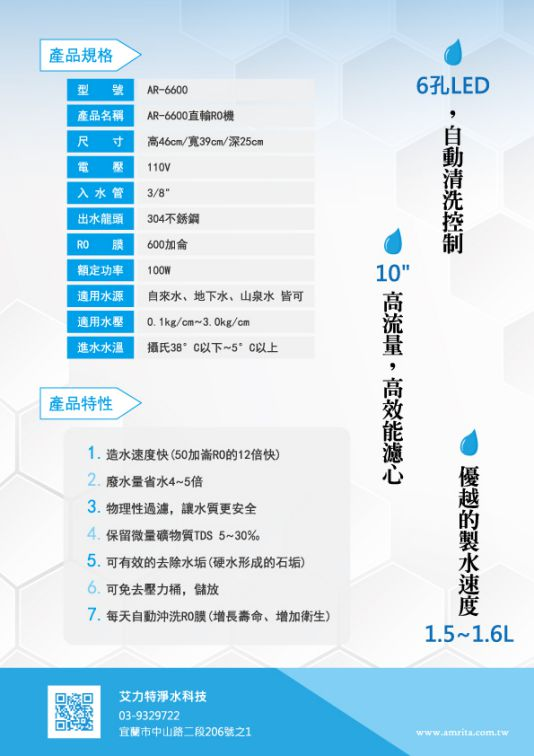 產品規格
型 號 AR-6600
產品名稱 AR-6600直輸RO機
尺 寸 高46cm/寬39cm/深25cm
電 壓 110V
入水管 3/8"
出水龍頭 304不銹鋼
RO 膜 600加侖
額定功率 100W
適用水源 自來水、地下水、山泉水 皆可
適用水壓 0.1kg/cm~3.0kg/cm
進水水溫 攝氏38°C以下~5°C以上
6孔LED
，自動清洗控制
10"
高流量，高效能濾心
優越的製水速度
1.5~1.6L
產品特性
1. 造水速度快(50加崙RO的12倍快)
2. 廢水量省水4~5倍
3. 物理性過濾，讓水質更安全
4. 保留微量礦物質TDS 5~30‰
5. 可有效的去除水垢(硬水形成的石垢)
6. 可免去壓力桶，儲放
7. 每天自動沖洗RO膜(增長壽命、增加衛生)
艾力特淨水科技
03-9329722
宜蘭市中山路二段206號之1
www.amrita.com.tw